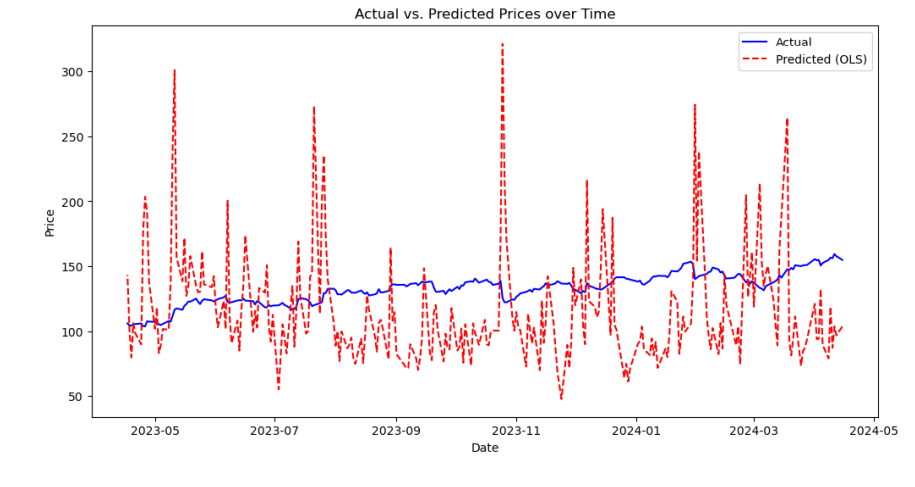 Actual vs. Predicted Prices over Time
Actual
Predicted (OLS)
Price
300
250
200
150
100
50
2023-05 2023-07 2023-09 2023-11 2024-01 2024-03 2024-05
Date